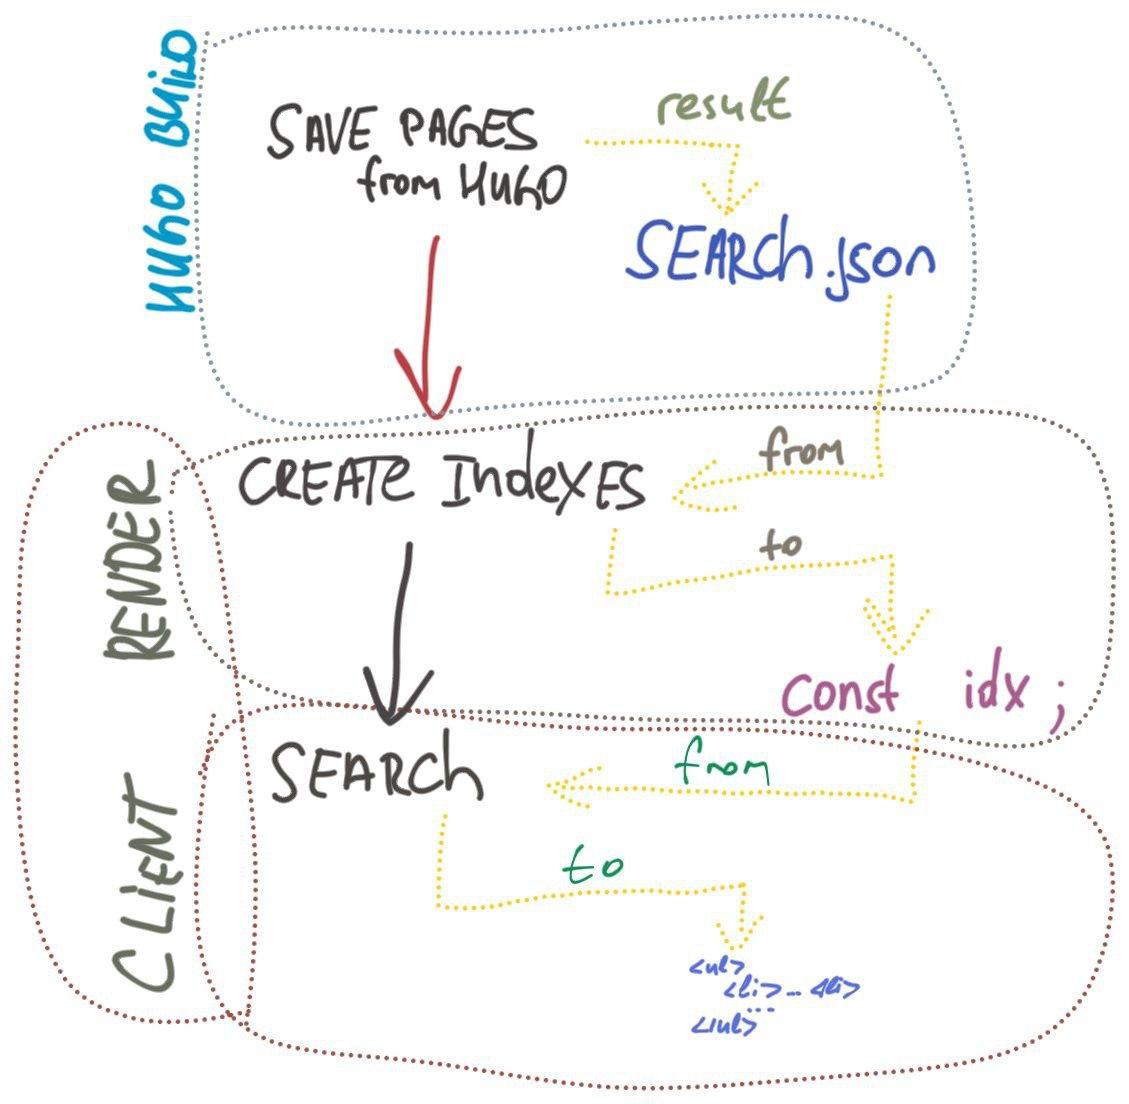 HUGO BUILD
SAVE PAGES
from HUGO
result
SEARCh.json
RENDER CLIENT
CREATE IndexES
from
to
const idx ;
SEARCh
from
to
<ul>
<li>... <li>
...
</ul>